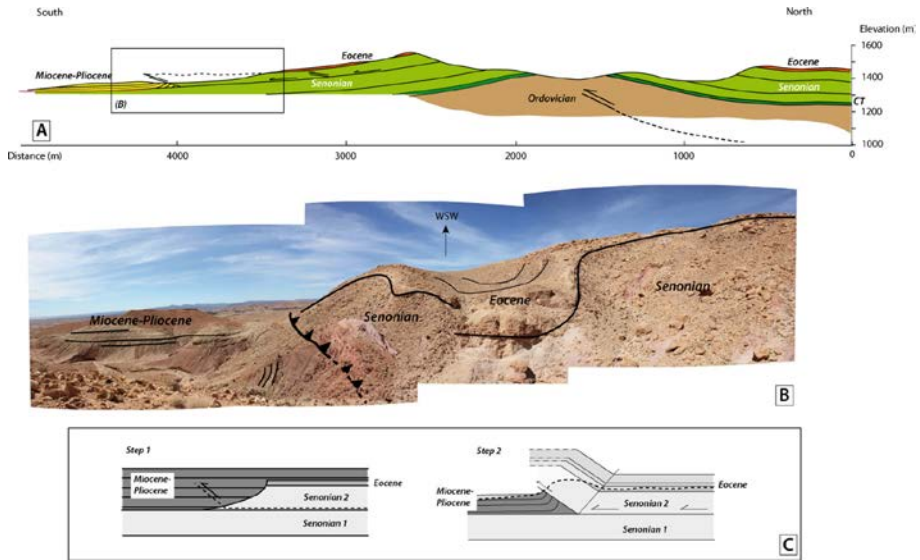 South
North
Elevation (m)
1600
Eocene
Eocene
Miocene-Pliocene
1400
Senonian
Senonian
(B)
Ordovician
CT
1200
A
1000
Distance (m)
4000
3000
2000
1000
0
WSW
Miocene-Pliocene
Senonian
Eocene
Senonian
B
Step 1
Miocene-
Pliocene
Eocene
Senonian 2
Senonian 1
Step 2
Miocene-
Pliocene
Eocene
Senonian 2
Senonian 1
C